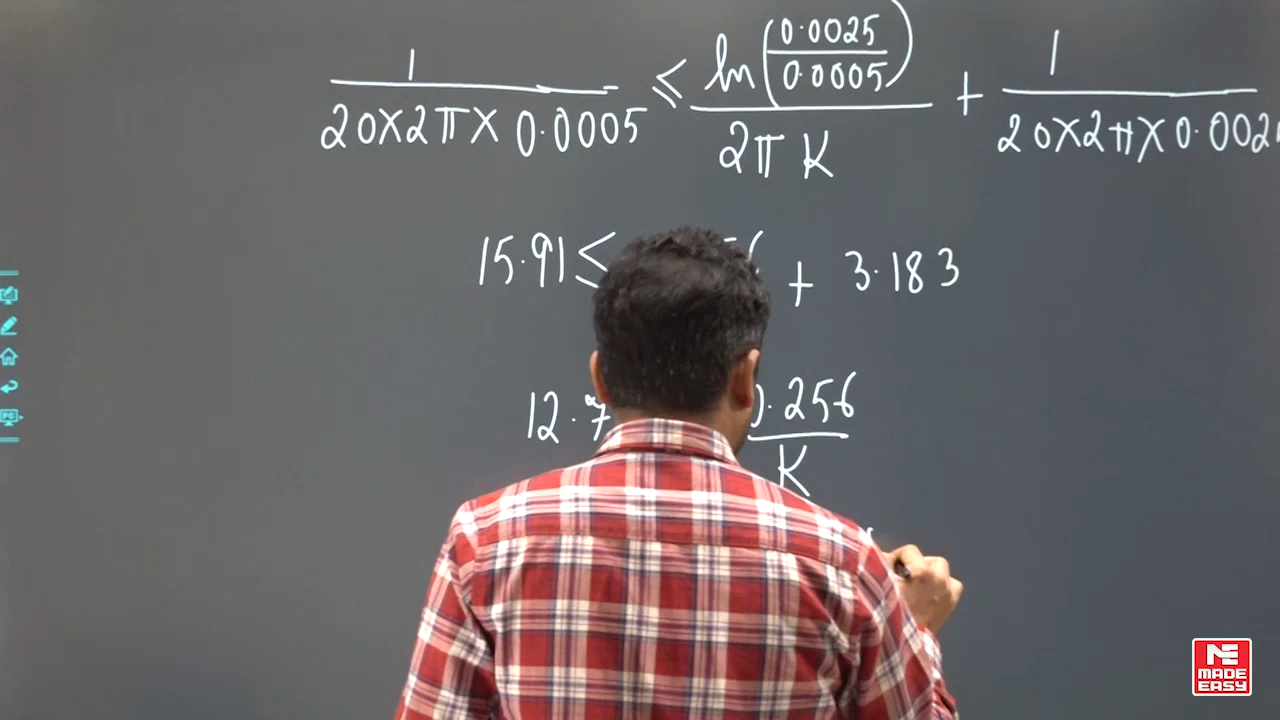 1/(20×2π×0.0005) ≤ ln(0.0025/0.0005)/(2πK) + 1/(20×2π×0.002
15.91 ≤ + 3.183
12.7 0.256/K
MADE EASY